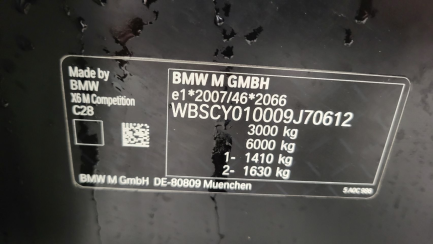 Made by
BMW
X6 M Competition
C28
BMW M GMBH
e1*2007/46*2066
WBSCY010009J70612
3000 kg
6000 kg
1- 1410 kg
2- 1630 kg
BMW M GmbH DE-80809 Muenchen